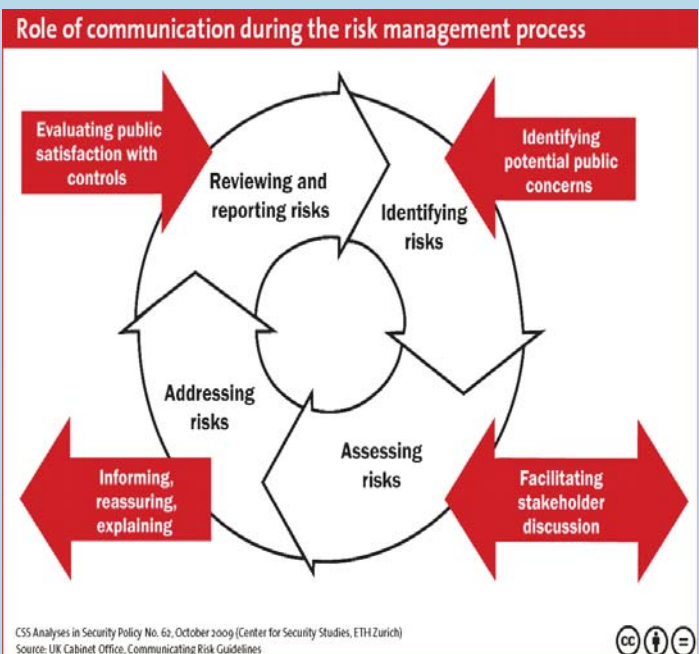 Role of communication during the risk management process
Evaluating public
satisfaction with
controls
Identifying
potential public
concerns
Reviewing and
reporting risks
Identifying
risks
Addressing
risks
Assessing
risks
Informing,
reassuring,
explaining
Facilitating
stakeholder
discussion
CSS Analyses in Security Policy No. 62, October 2009 (Center for Security Studies, ETH Zurich)
Source: UK Cabinet Office, Communicating Risk Guidelines
cc